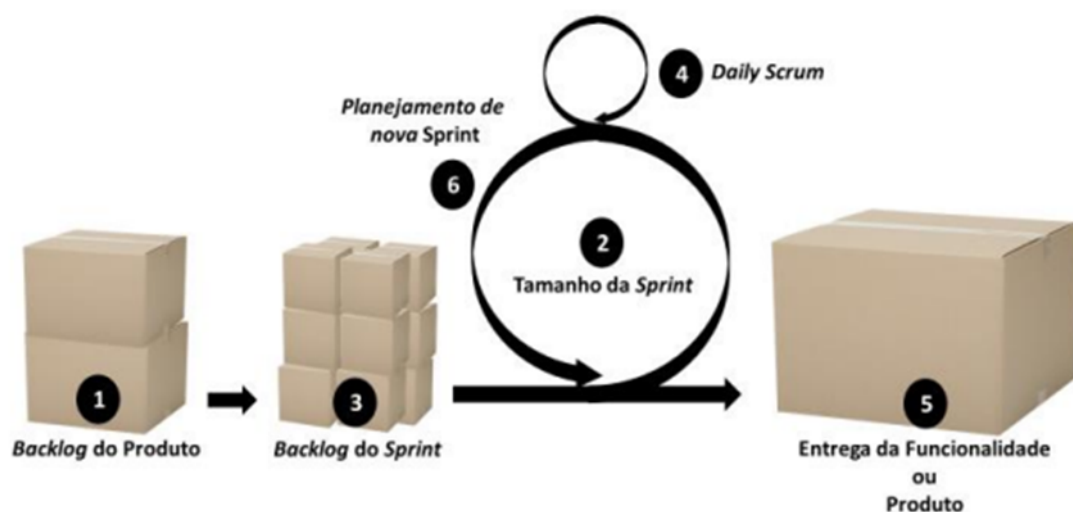 4 Daily Scrum
Planejamento de
nova Sprint
6
2
Tamanho da Sprint
1
Backlog do Produto
3
Backlog do Sprint
5
Entrega da Funcionalidade
ou
Produto